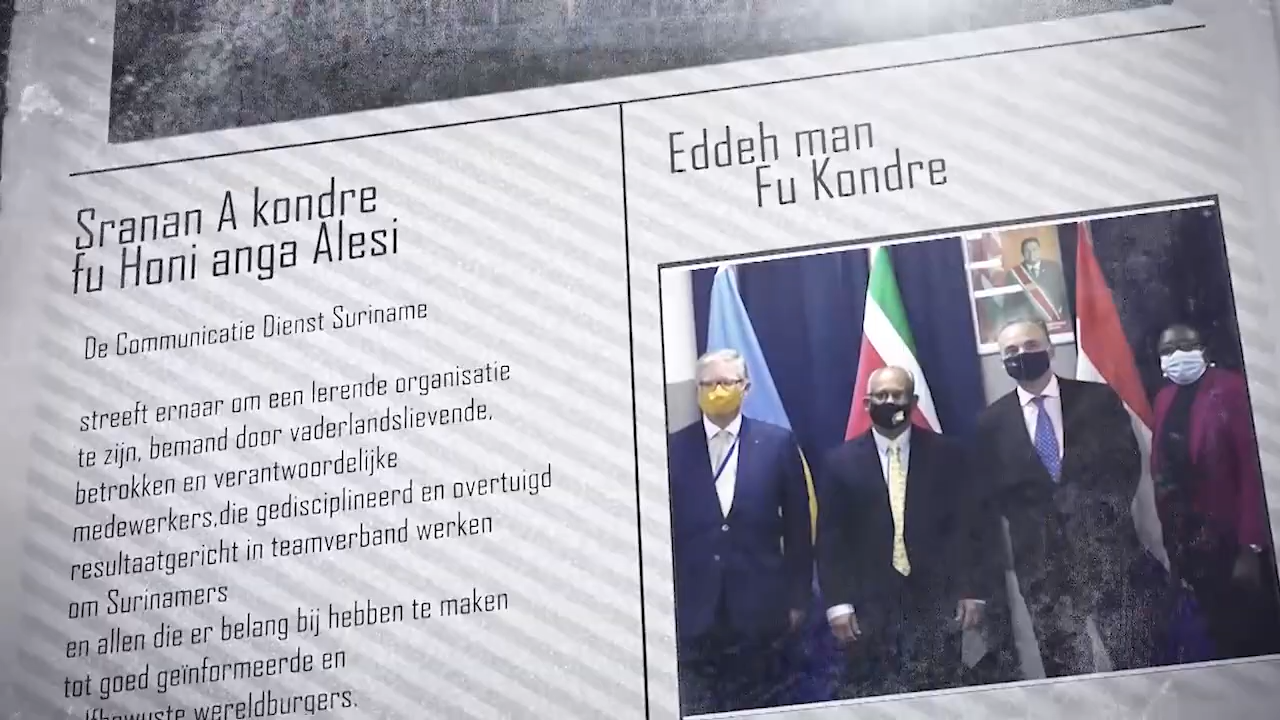 Sranan A kondre
fu Honi anga Alesi
De Communicatie Dienst Suriname
streeft ernaar om een lerende organisatie
te zijn, bemand door vaderlandslievende,
betrokken en verantwoordelijke
medewerkers,die gedisciplineerd en overtuigd
resultaatgericht in teamverband werken
om Surinamers
en allen die er belang bij hebben te maken
tot goed geïnformeerde en
wereldburgers.
Eddeh man
Fu Kondre